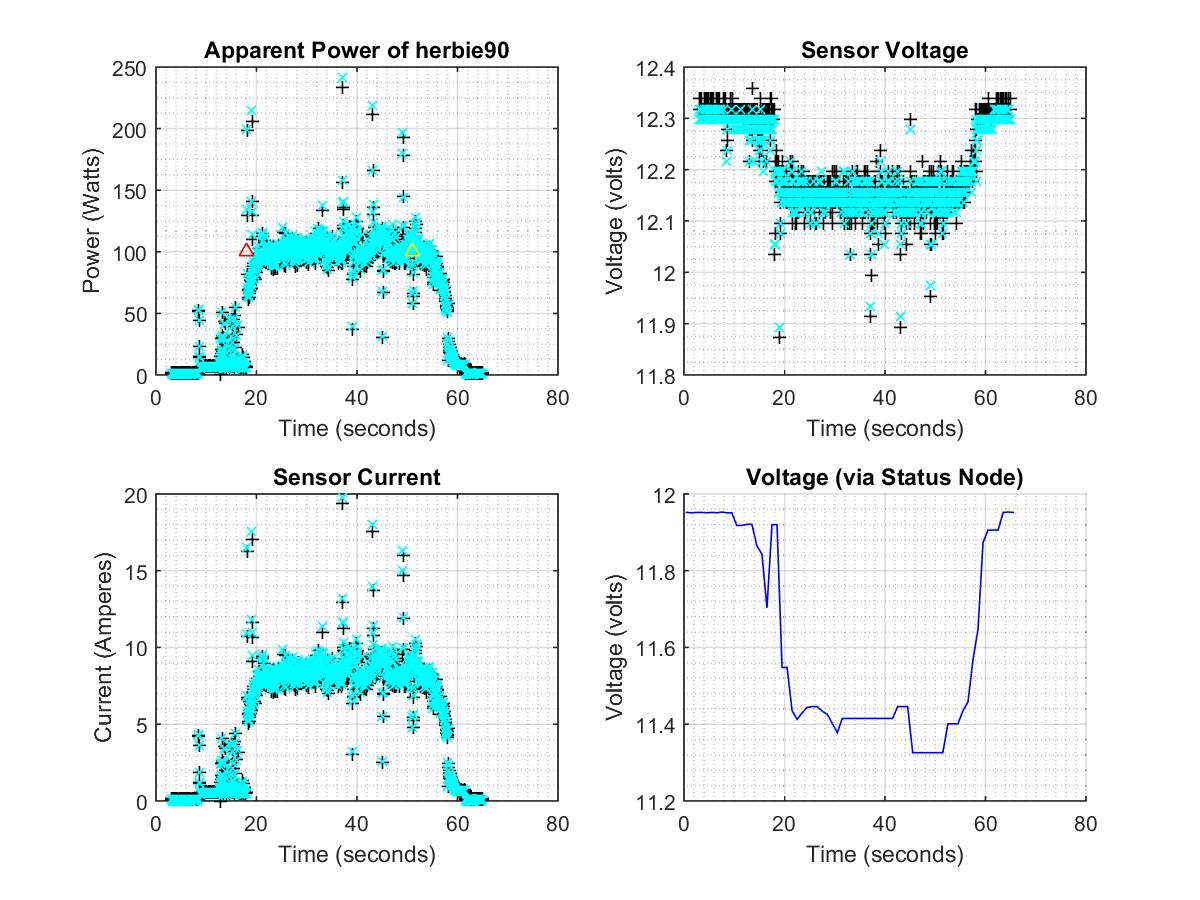 Apparent Power of herbie90
250
200
150
100
50
0
Power (Watts)
0 20 40 60 80
Time (seconds)
Sensor Voltage
12.4
12.3
12.2
12.1
12
11.9
11.8
Voltage (volts)
0 20 40 60 80
Time (seconds)
Sensor Current
20
15
10
5
0
Current (Amperes)
0 20 40 60 80
Time (seconds)
Voltage (via Status Node)
12
11.8
11.6
11.4
11.2
Voltage (volts)
0 20 40 60 80
Time (seconds)